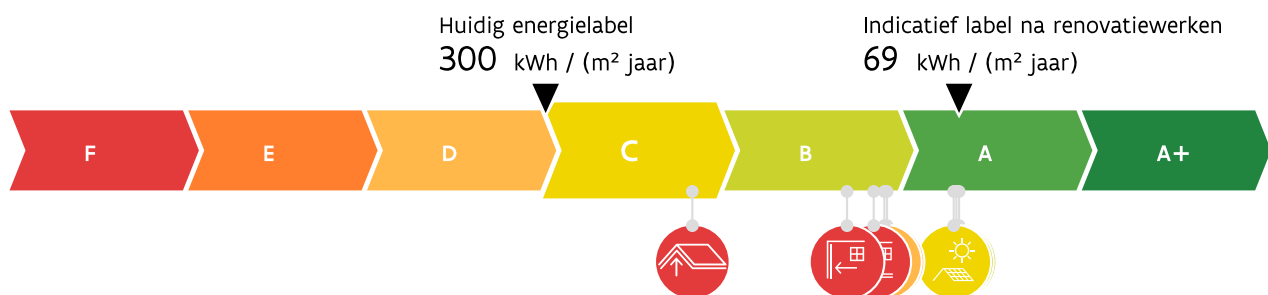 Huidig energielabel
300 kWh / (m² jaar)
Indicatief label na renovatiewerken
69 kWh / (m² jaar)
F E D C B A A+